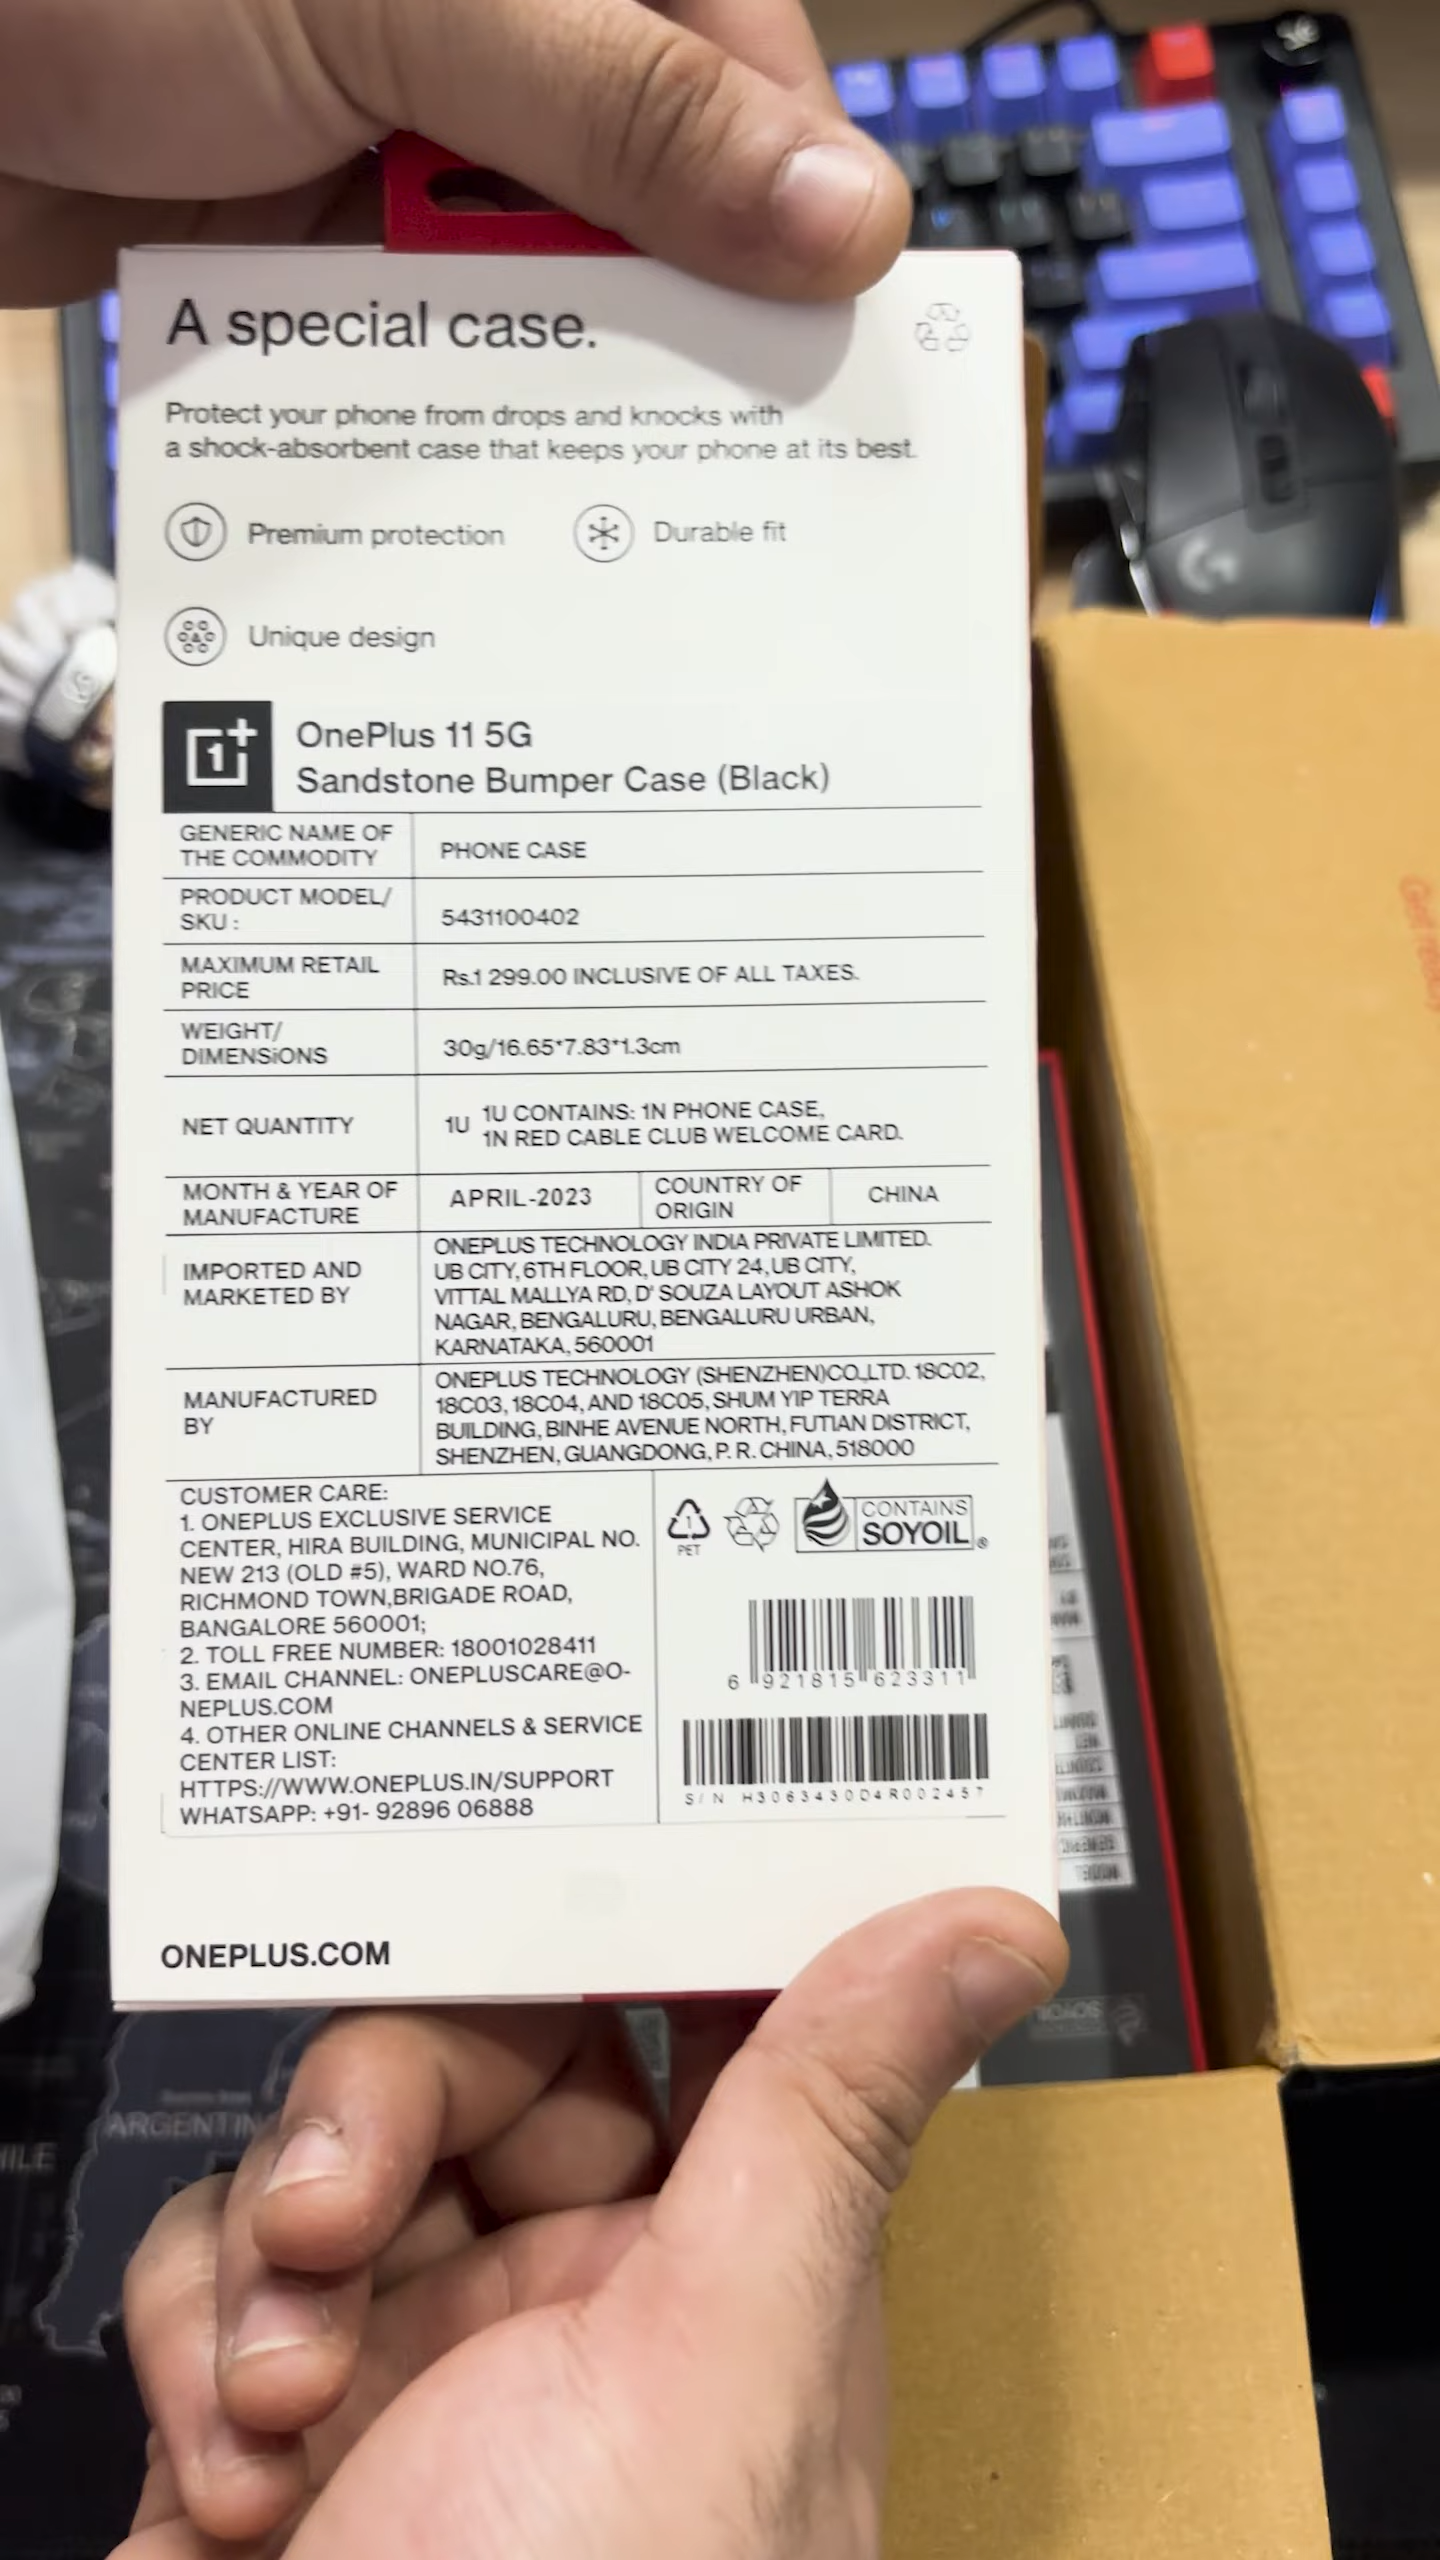 A special case.
Protect your phone from drops and knocks with
a shock-absorbent case that keeps your phone at its best.
Premium protection
Durable fit
Unique design
OnePlus 11 5G
Sandstone Bumper Case (Black)
GENERIC NAME OF
THE COMMODITY
PHONE CASE
PRODUCT MODEL/
SKU :
5431100402
MAXIMUM RETAIL
PRICE
Rs.1 299.00 INCLUSIVE OF ALL TAXES.
WEIGHT/
DIMENSiONS
30g/16.65*7.83*1.3cm
NET QUANTITY
1U
1U CONTAINS: 1N PHONE CASE,
1N RED CABLE CLUB WELCOME CARD.
MONTH & YEAR OF
MANUFACTURE
APRIL-2023
COUNTRY OF
ORIGIN
CHINA
IMPORTED AND
MARKETED BY
ONEPLUS TECHNOLOGY INDIA PRIVATE LIMITED.
UB CITY, 6TH FLOOR, UB CITY 24,UB CITY,
VITTAL MALLYA RD, D' SOUZA LAYOUT ASHOK
NAGAR, BENGALURU, BENGALURU URBAN,
KARNATAKA, 560001
MANUFACTURED
BY
ONEPLUS TECHNOLOGY (SHENZHEN)CO.,LTD. 18C02,
18C03, 18C04, AND 18C05, SHUM YIP TERRA
BUILDING, BINHE AVENUE NORTH, FUTIAN DISTRICT,
SHENZHEN, GUANGDONG, P. R. CHINA, 518000
CUSTOMER CARE:
1. ONEPLUS EXCLUSIVE SERVICE
CENTER, HIRA BUILDING, MUNICIPAL NO.
NEW 213 (OLD #5), WARD NO.76,
RICHMOND TOWN,BRIGADE ROAD,
BANGALORE 560001;
2. TOLL FREE NUMBER: 18001028411
3. EMAIL CHANNEL: ONEPLUSCARE@O-
NEPLUS.COM
4. OTHER ONLINE CHANNELS & SERVICE
CENTER LIST:
HTTPS://WWW.ONEPLUS.IN/SUPPORT
WHATSAPP: +91- 92896 06888
1
PET
CONTAINS
SOYOIL
®
6 921815 623311
S/N H306343004R002457
ONEPLUS.COM